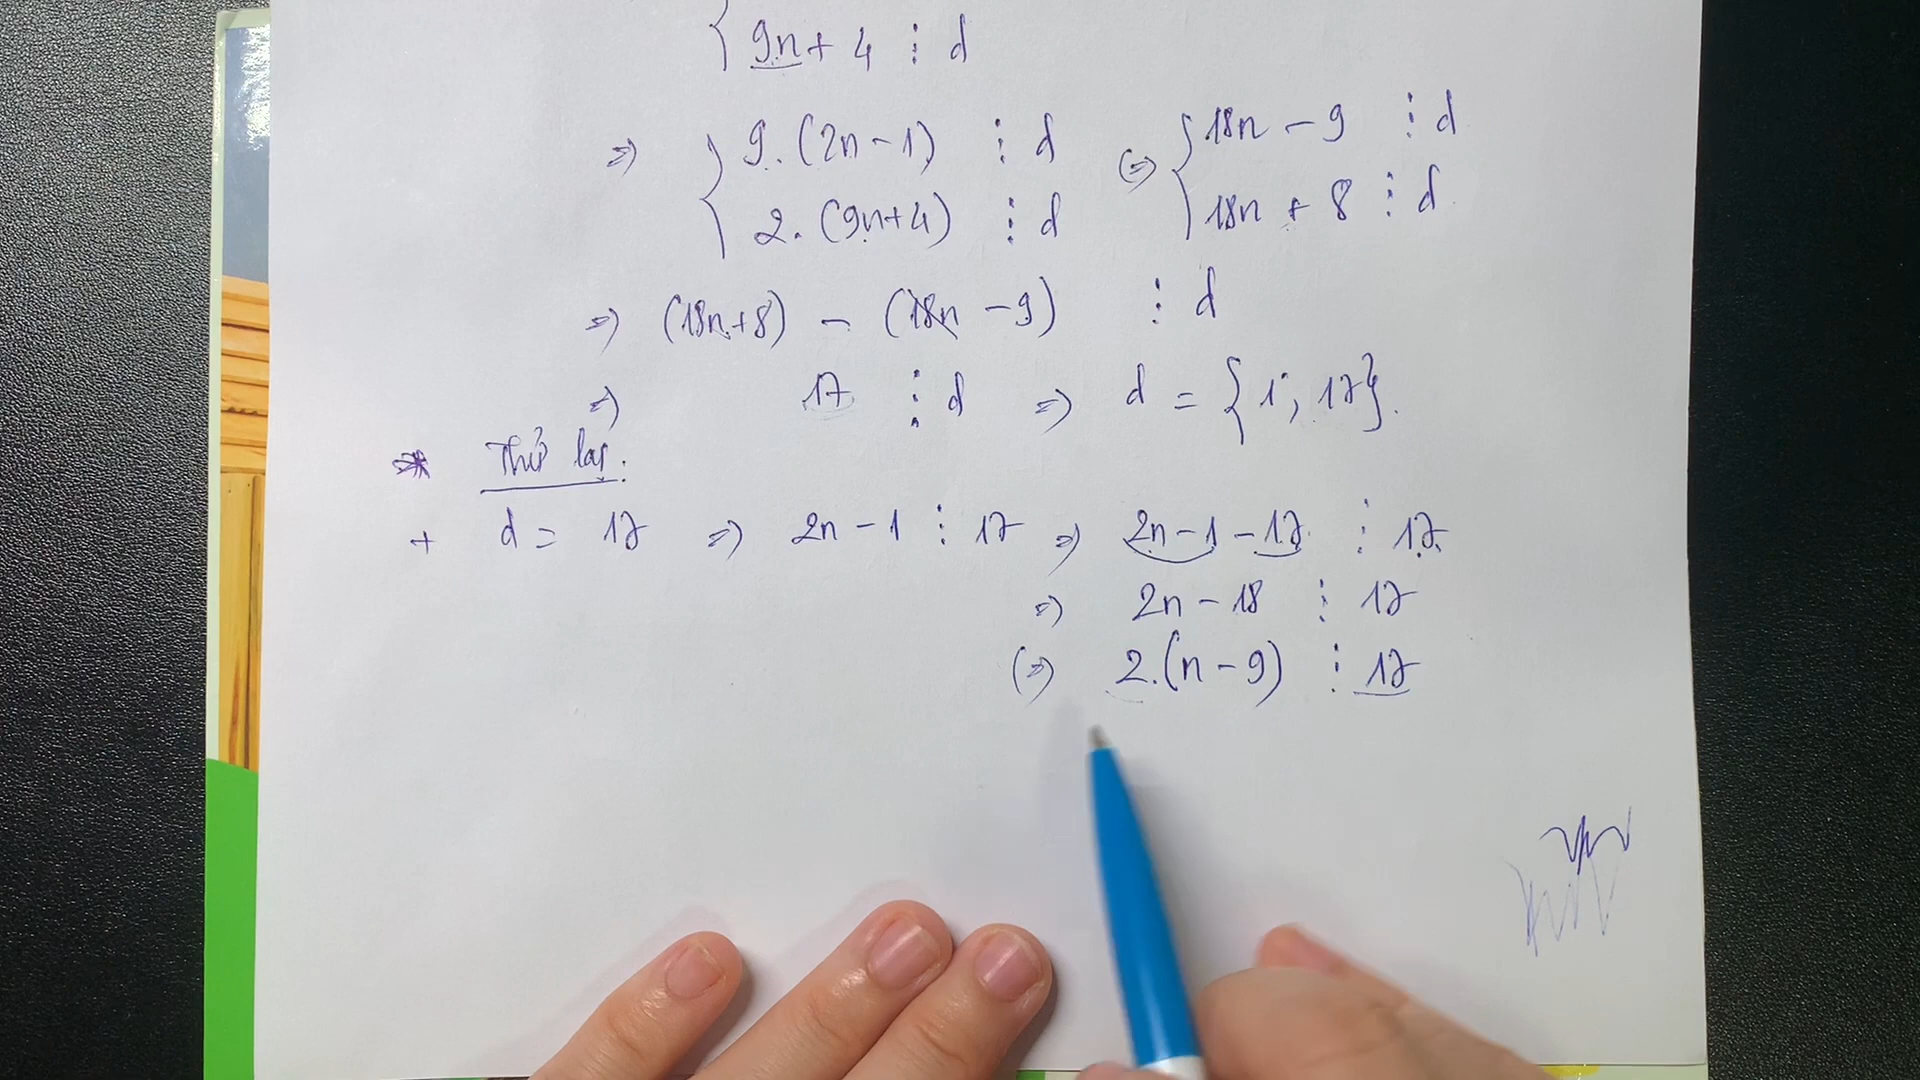 9n + 4 ⋮ d
=> { 9.(2n - 1) ⋮ d (=> { 18n - 9 ⋮ d
2.(9n+4) ⋮ d 18n + 8 ⋮ d
=> (18n+8) - (18n - 9) ⋮ d
=> 17 ⋮ d => d = {1; 17}.
* Thử lại:
+ d = 17 => 2n - 1 ⋮ 17 => 2n - 1 - 17 ⋮ 17
=> 2n - 18 ⋮ 17
(=> 2.(n - 9) ⋮ 17